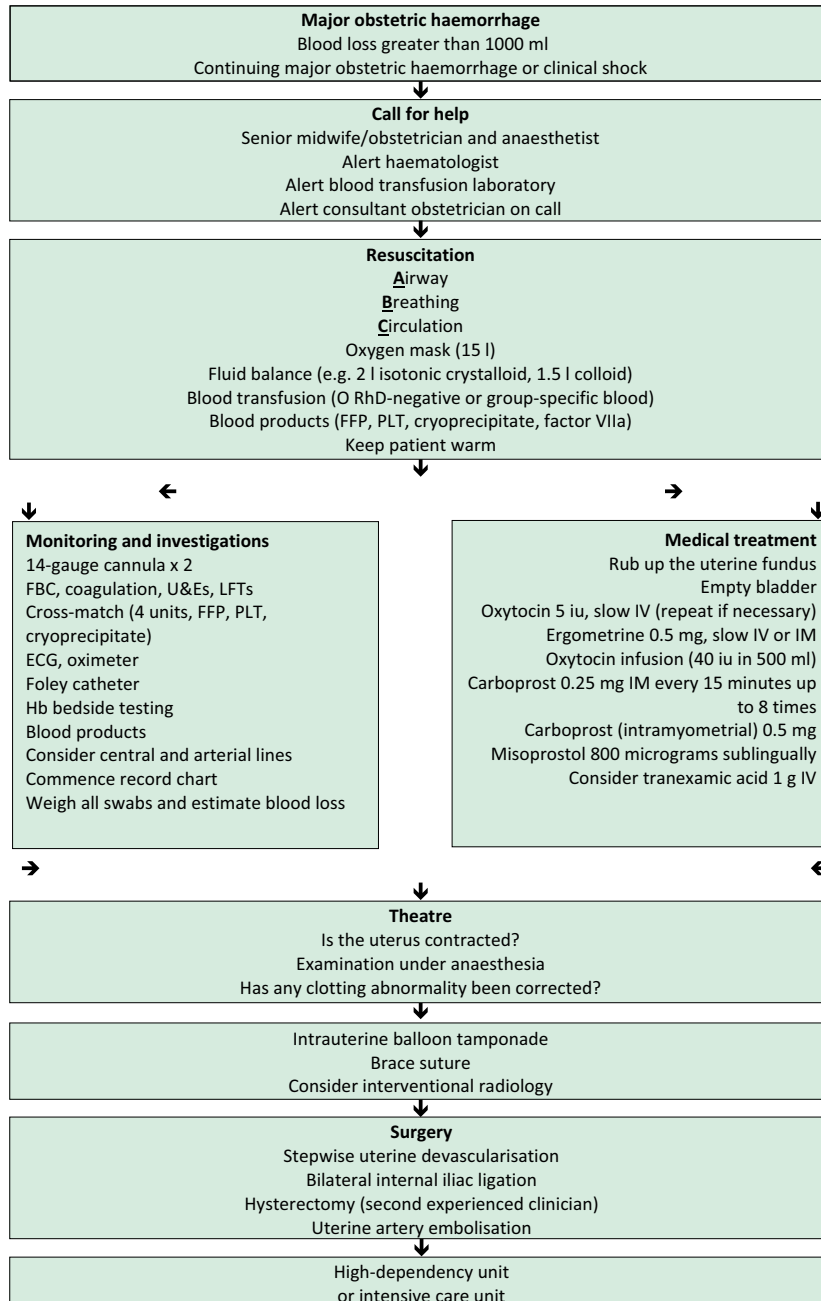 Major obstetric haemorrhage
Blood loss greater than 1000 ml
Continuing major obstetric haemorrhage or clinical shock
Call for help
Senior midwife/obstetrician and anaesthetist
Alert haematologist
Alert blood transfusion laboratory
Alert consultant obstetrician on call
Resuscitation
Airway
Breathing
Circulation
Oxygen mask (15 l)
Fluid balance (e.g. 2 l isotonic crystalloid, 1.5 l colloid)
Blood transfusion (O RhD-negative or group-specific blood)
Blood products (FFP, PLT, cryoprecipitate, factor VIIa)
Keep patient warm
Monitoring and investigations
14-gauge cannula x 2
FBC, coagulation, U&Es, LFTs
Cross-match (4 units, FFP, PLT,
cryoprecipitate)
ECG, oximeter
Foley catheter
Hb bedside testing
Blood products
Consider central and arterial lines
Commence record chart
Weigh all swabs and estimate blood loss
Medical treatment
Rub up the uterine fundus
Empty bladder
Oxytocin 5 iu, slow IV (repeat if necessary)
Ergometrine 0.5 mg, slow IV or IM
Oxytocin infusion (40 iu in 500 ml)
Carboprost 0.25 mg IM every 15 minutes up
to 8 times
Carboprost (intramyometrial) 0.5 mg
Misoprostol 800 micrograms sublingually
Consider tranexamic acid 1 g IV
Theatre
Is the uterus contracted?
Examination under anaesthesia
Has any clotting abnormality been corrected?
Intrauterine balloon tamponade
Brace suture
Consider interventional radiology
Surgery
Stepwise uterine devascularisation
Bilateral internal iliac ligation
Hysterectomy (second experienced clinician)
Uterine artery embolisation
High-dependency unit
or intensive care unit